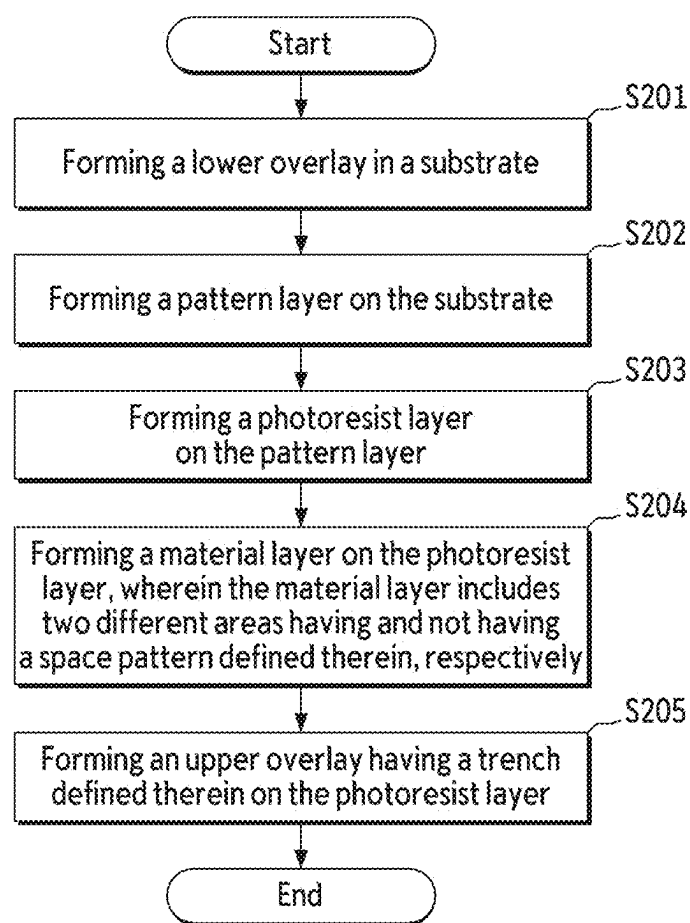 Start
S201
Forming a lower overlay in a substrate
S202
Forming a pattern layer on the substrate
S203
Forming a photoresist layer
on the pattern layer
S204
Forming a material layer on the photoresist
layer, wherein the material layer includes
two different areas having and not having
a space pattern defined therein, respectively
S205
Forming an upper overlay having a trench
defined therein on the photoresist layer
End